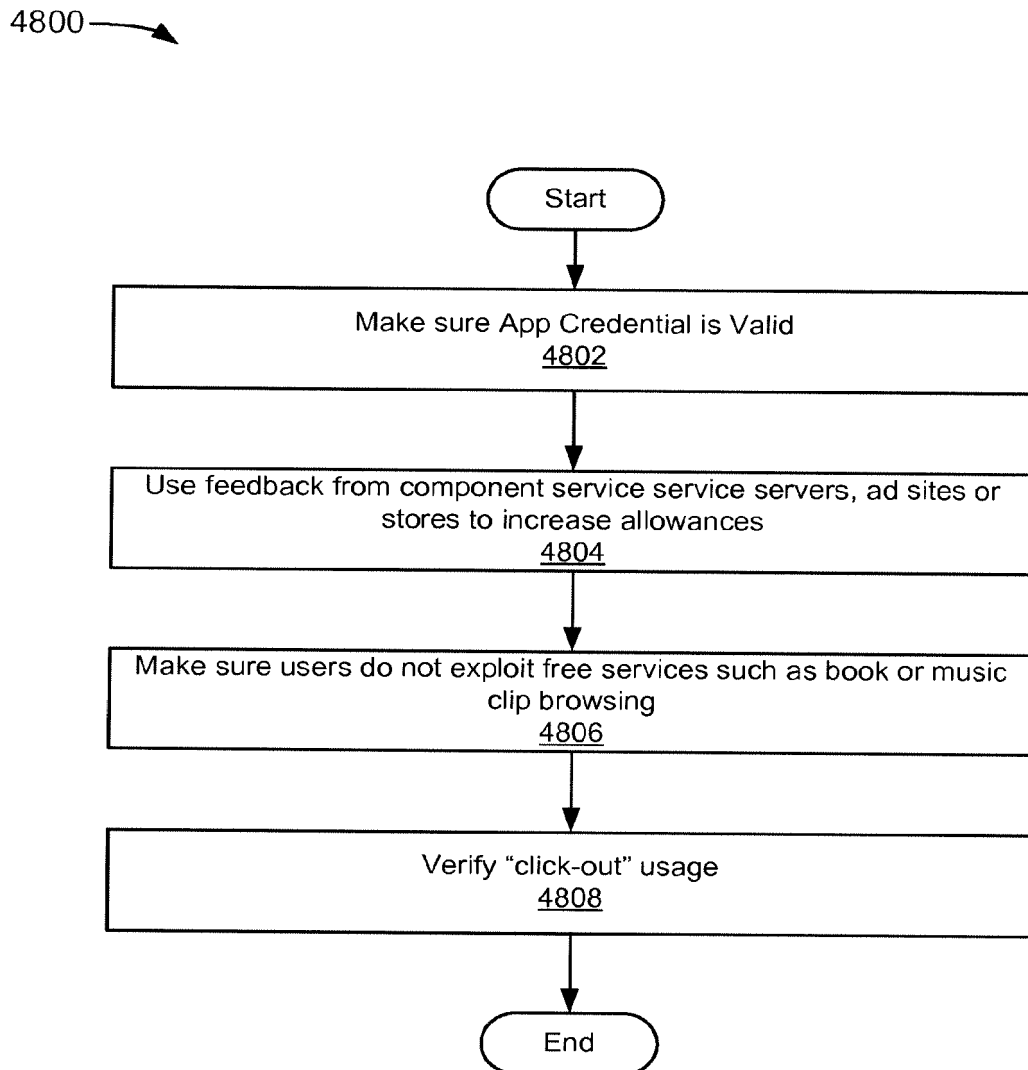 4800
Start
Make sure App Credential is Valid
4802
Use feedback from component service service servers, ad sites or
stores to increase allowances
4804
Make sure users do not exploit free services such as book or music
clip browsing
4806
Verify “click-out” usage
4808
End